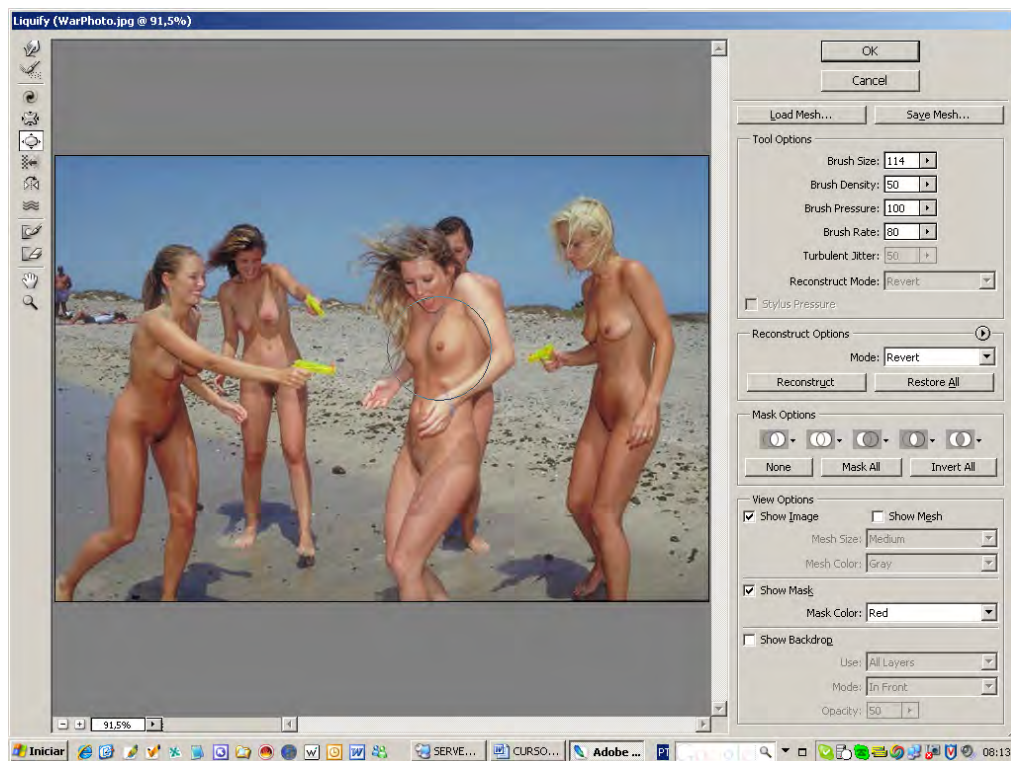 Liquify (WarPhoto.jpg @ 91,5%)
OK
Cancel
Load Mesh...
Save Mesh...
Tool Options
Brush Size: 114
Brush Density: 50
Brush Pressure: 100
Brush Rate: 80
Turbulent Jitter: 50
Reconstruct Mode: Revert
Stylus Pressure
Reconstruct Options
Mode: Revert
Reconstruct
Restore All
Mask Options
None
Mask All
Invert All
View Options
Show Image
Show Mesh
Mesh Size: Medium
Mesh Color: Gray
Show Mask
Mask Color: Red
Show Backdrop
Use: All Layers
Mode: In Front
Opacity: 50
91,5%
Iniciar
SERVE...
CURSO...
Adobe ...
PT
Google
08:13